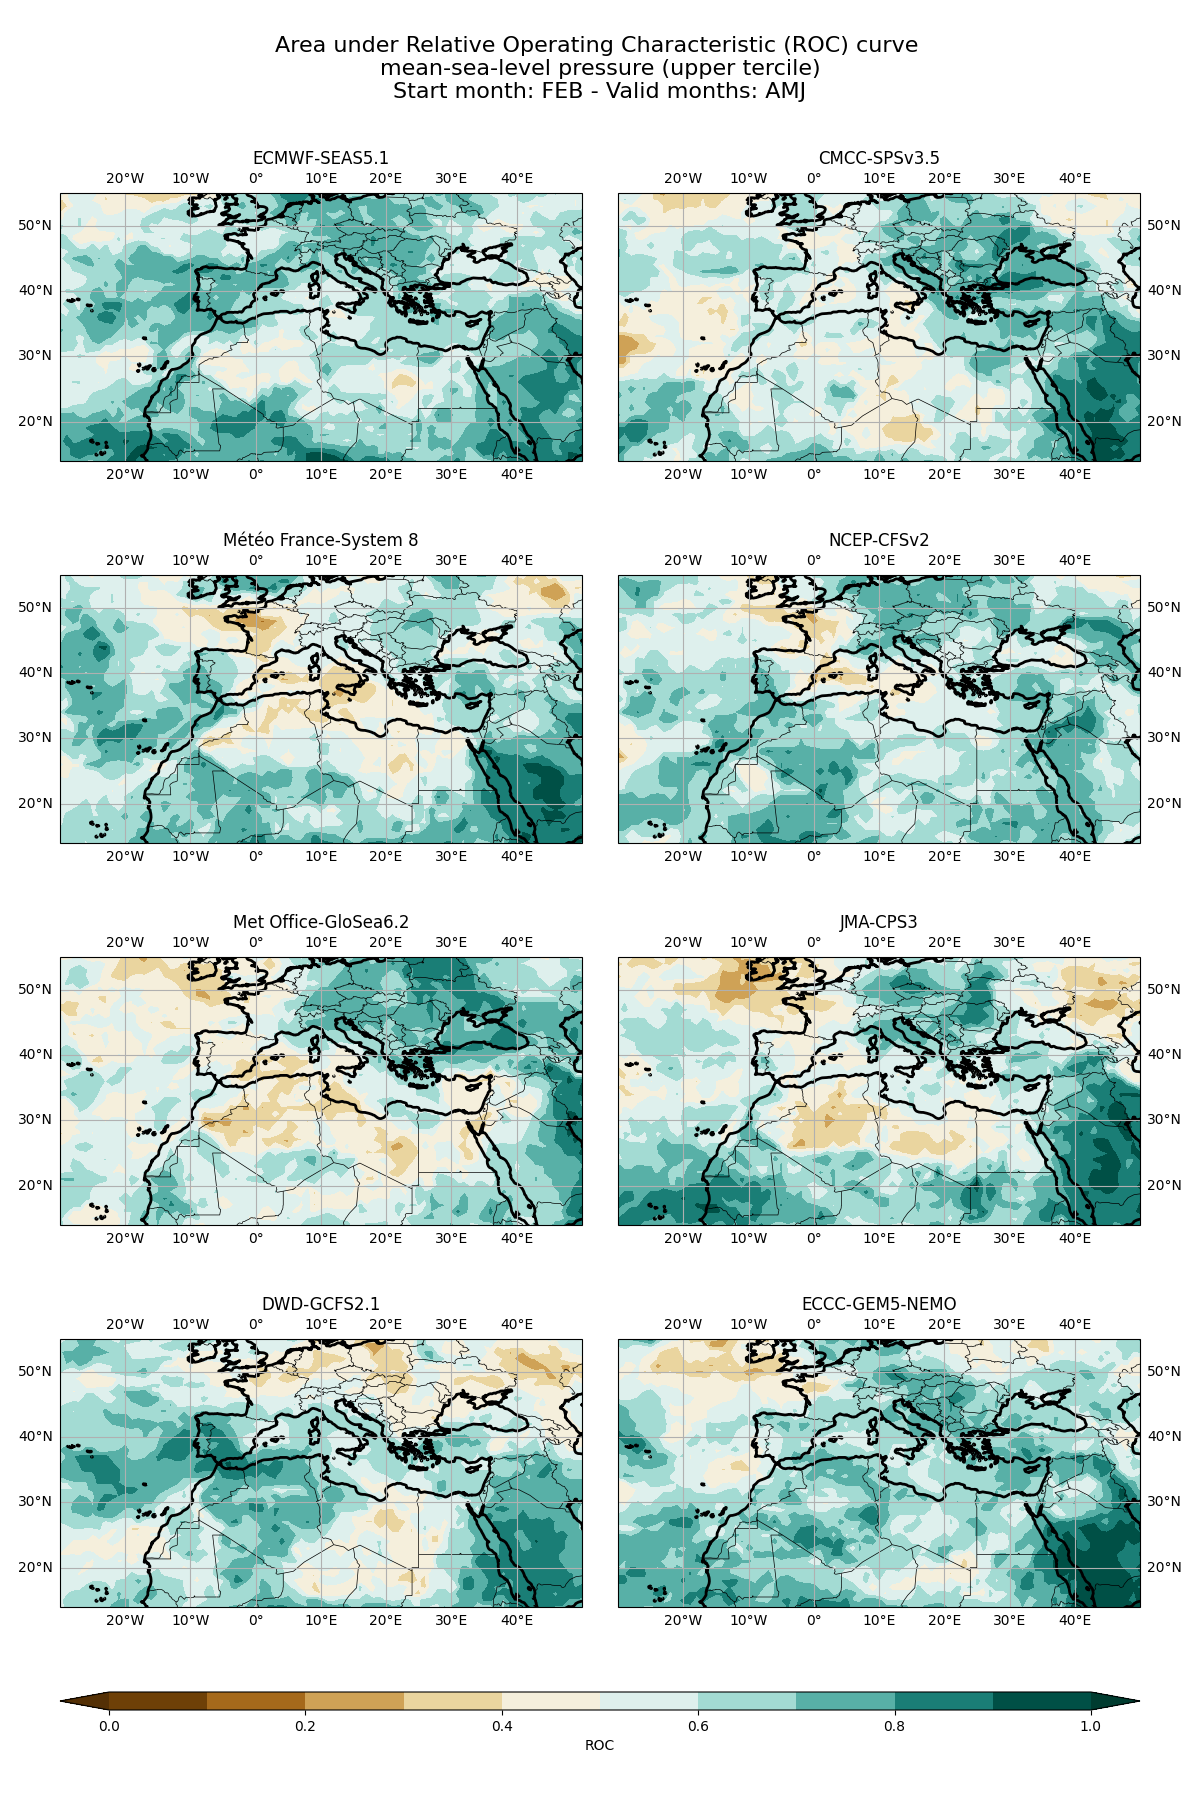 Area under Relative Operating Characteristic (ROC) curve
mean-sea-level pressure (upper tercile)
Start month: FEB - Valid months: AMJ
ECMWF-SEAS5.1
20°W 10°W 0° 10°E 20°E 30°E 40°E
50°N
40°N
30°N
20°N
20°W 10°W 0° 10°E 20°E 30°E 40°E
CMCC-SPSv3.5
20°W 10°W 0° 10°E 20°E 30°E 40°E
50°N
40°N
30°N
20°N
20°W 10°W 0° 10°E 20°E 30°E 40°E
Météo France-System 8
20°W 10°W 0° 10°E 20°E 30°E 40°E
50°N
40°N
30°N
20°N
20°W 10°W 0° 10°E 20°E 30°E 40°E
NCEP-CFSv2
20°W 10°W 0° 10°E 20°E 30°E 40°E
50°N
40°N
30°N
20°N
20°W 10°W 0° 10°E 20°E 30°E 40°E
Met Office-GloSea6.2
20°W 10°W 0° 10°E 20°E 30°E 40°E
50°N
40°N
30°N
20°N
20°W 10°W 0° 10°E 20°E 30°E 40°E
JMA-CPS3
20°W 10°W 0° 10°E 20°E 30°E 40°E
50°N
40°N
30°N
20°N
20°W 10°W 0° 10°E 20°E 30°E 40°E
DWD-GCFS2.1
20°W 10°W 0° 10°E 20°E 30°E 40°E
50°N
40°N
30°N
20°N
20°W 10°W 0° 10°E 20°E 30°E 40°E
ECCC-GEM5-NEMO
20°W 10°W 0° 10°E 20°E 30°E 40°E
50°N
40°N
30°N
20°N
20°W 10°W 0° 10°E 20°E 30°E 40°E
0.0 0.2 0.4 0.6 0.8 1.0
ROC